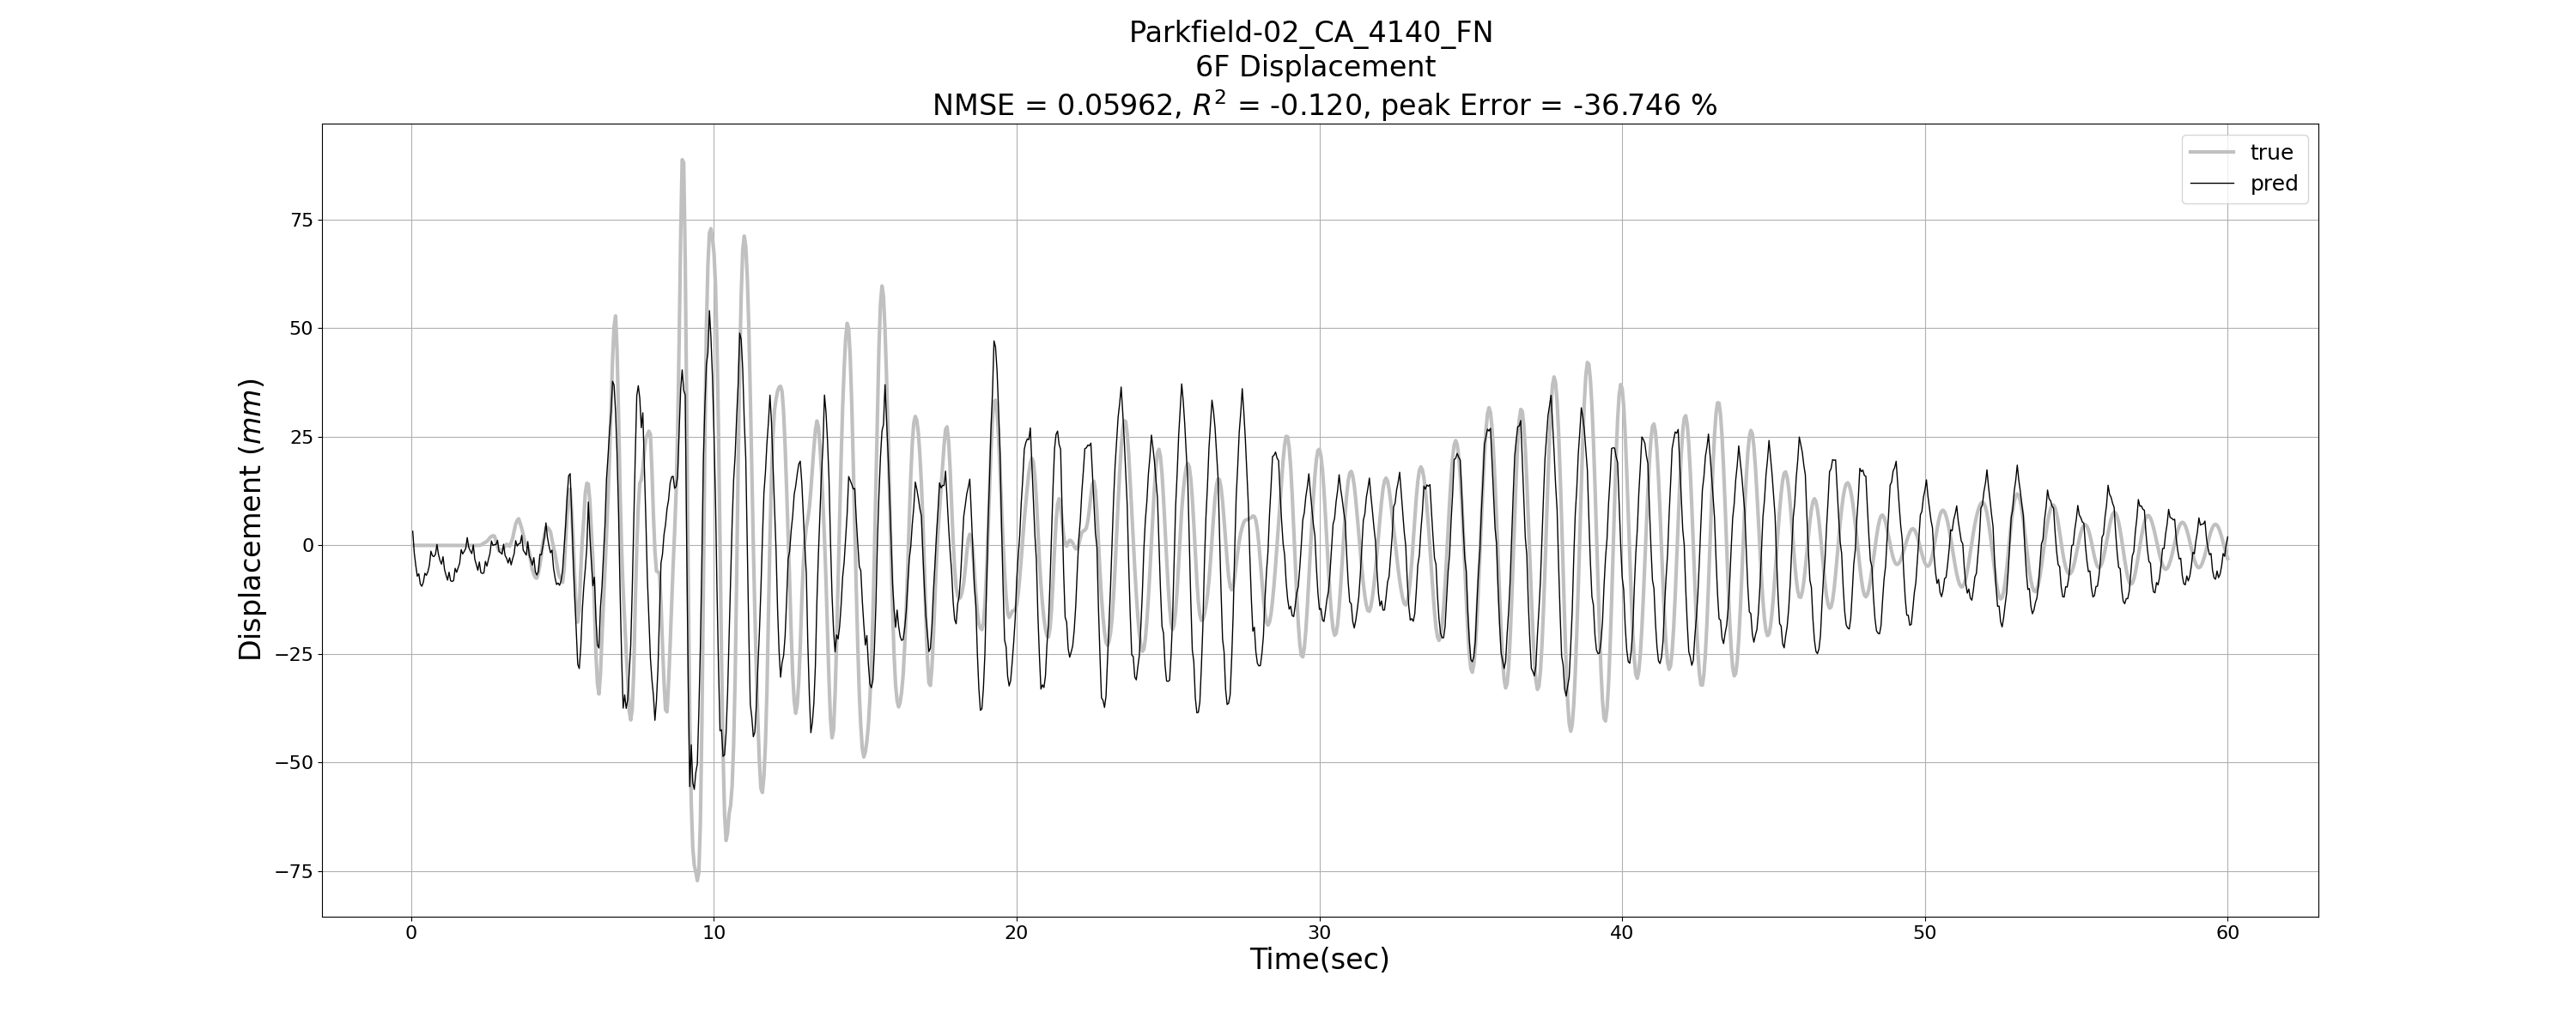 Parkfield-02_CA_4140_FN
6F Displacement
NMSE = 0.05962, R² = -0.120, peak Error = -36.746 %
true
pred
75
50
25
0
−25
−50
−75
Displacement (mm)
0 10 20 30 40 50 60
Time(sec)